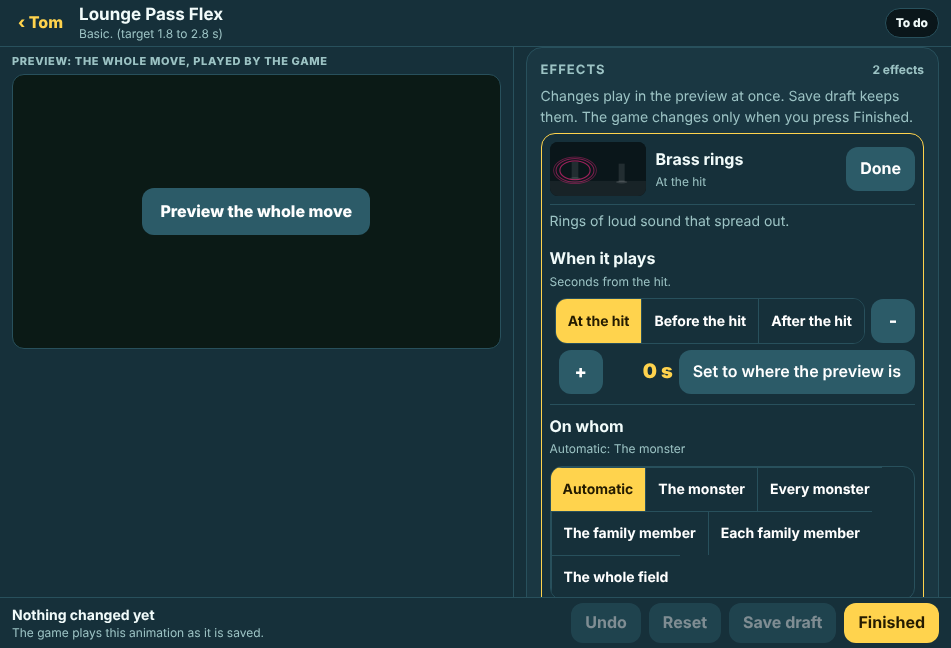 ‹ Tom
Lounge Pass Flex
Basic. (target 1.8 to 2.8 s)
To do
PREVIEW: THE WHOLE MOVE, PLAYED BY THE GAME
Preview the whole move
EFFECTS
2 effects
Changes play in the preview at once. Save draft keeps
them. The game changes only when you press Finished.
Brass rings
At the hit
Done
Rings of loud sound that spread out.
When it plays
Seconds from the hit.
At the hit
Before the hit
After the hit
-
+
0 s
Set to where the preview is
On whom
Automatic: The monster
Automatic
The monster
Every monster
The family member
Each family member
The whole field
Nothing changed yet
The game plays this animation as it is saved.
Undo
Reset
Save draft
Finished